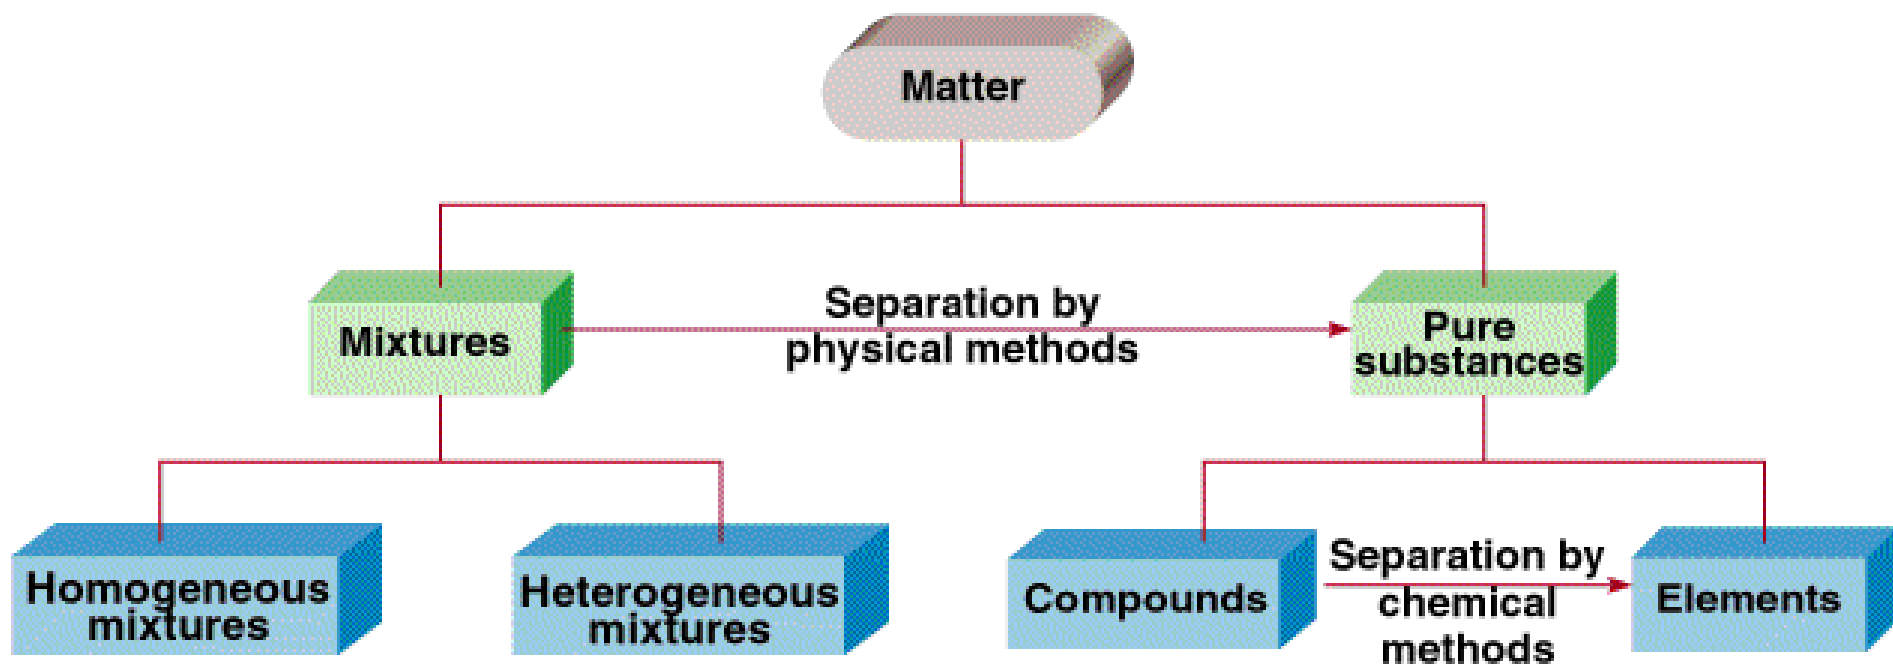 Matter
Separation by
physical methods
Mixtures
Pure
substances
Homogeneous
mixtures
Heterogeneous
mixtures
Compounds
Separation by
chemical
methods
Elements